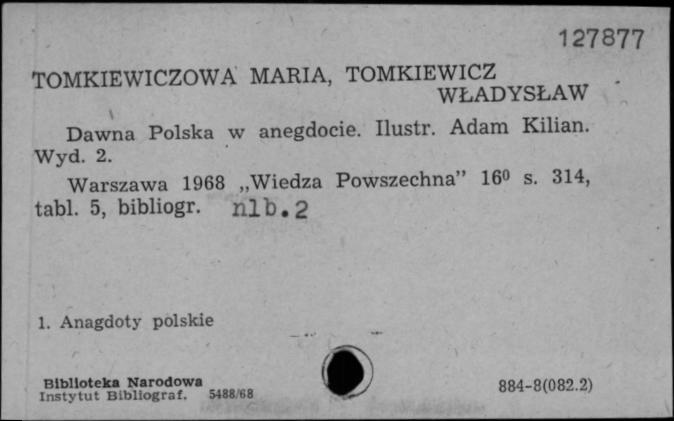 127877
TOMKIEWICZOWA MARIA, TOMKIEWICZ
WŁADYSŁAW
Dawna Polska w anegdocie. Ilustr. Adam Kilian.
Wyd. 2.
Warszawa 1968 „Wiedza Powszechna” 16⁰ s. 314,
tabl. 5, bibliogr. nlb.2
1. Anagdoty polskie
Biblioteka Narodowa
Instytut Bibliograf. 5488/68
884-8(082.2)